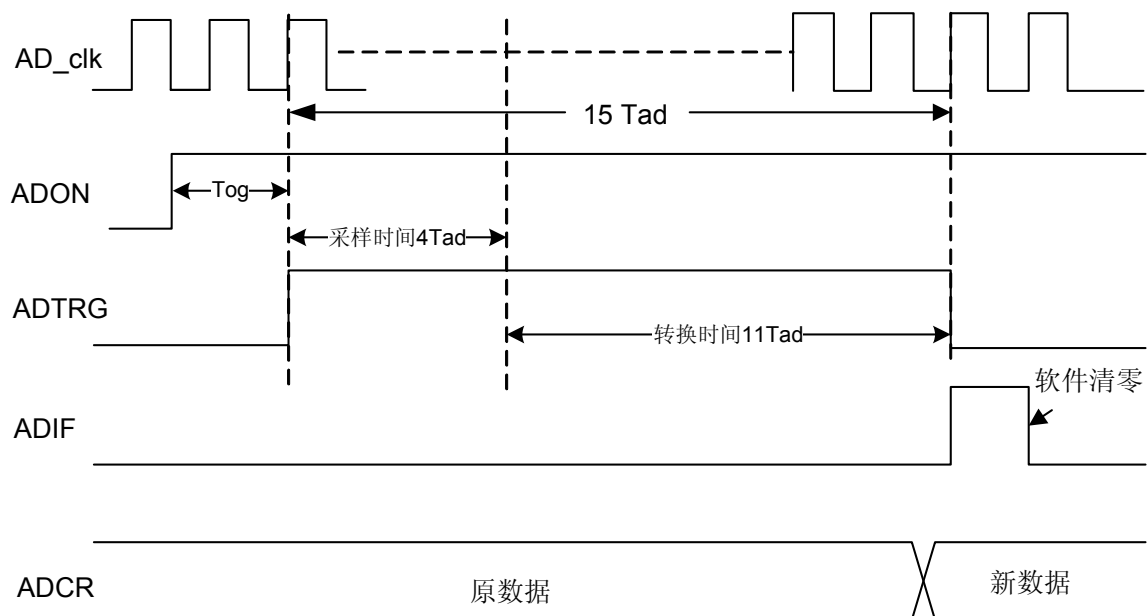 AD_clk
15 Tad
ADON
Tog
采样时间4Tad
ADTRG
转换时间11Tad
软件清零
ADIF
ADCR
原数据
新数据